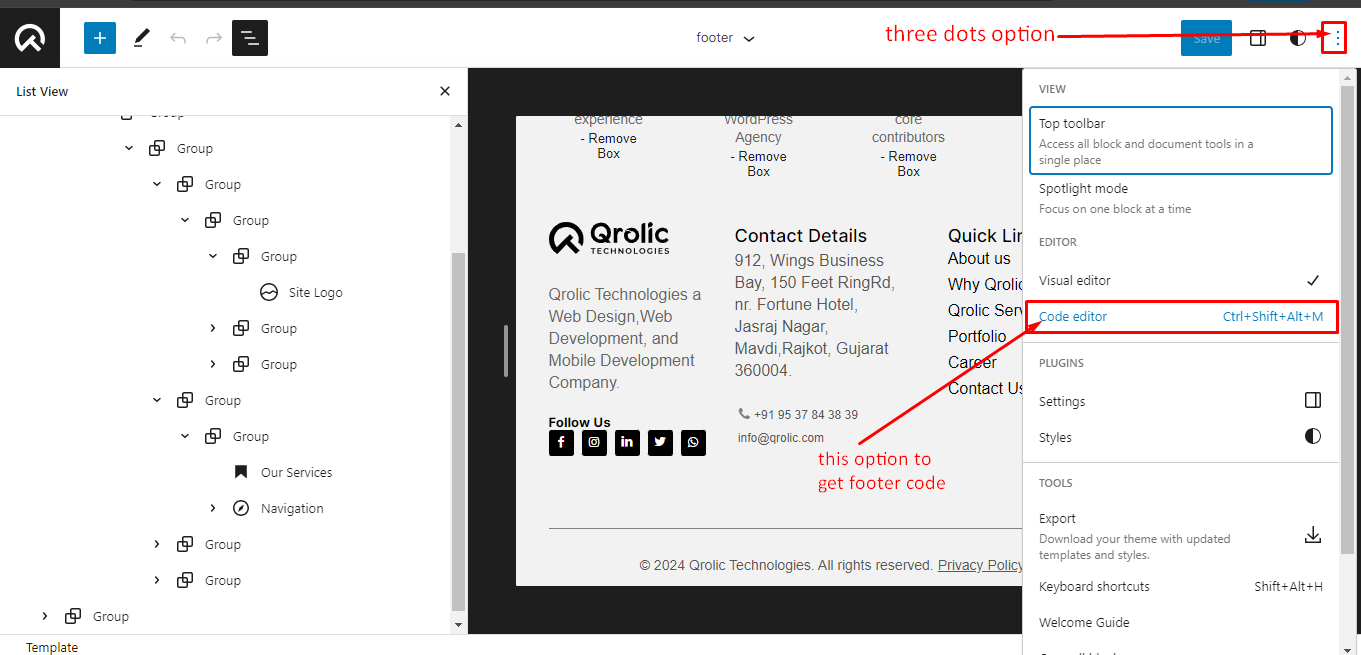 footer
three dots option
Save
List View
Group
Group
Group
Group
Group
Site Logo
Group
Group
Group
Group
Our Services
Navigation
Group
Group
Group
Template
experience
- Remove
Box
WordPress
Agency
- Remove
Box
core
contributors
- Remove
Box
Qrolic
TECHNOLOGIES
Qrolic Technologies a
Web Design,Web
Development, and
Mobile Development
Company.
Follow Us
Contact Details
912, Wings Business
Bay, 150 Feet RingRd,
nr. Fortune Hotel,
Jasraj Nagar,
Mavdi,Rajkot, Gujarat
360004.
+91 95 37 84 38 39
info@qrolic.com
Quick Lin
About us
Why Qrolic
Qrolic Serv
Portfolio
Career
Contact Us
this option to
get footer code
© 2024 Qrolic Technologies. All rights reserved. Privacy Policy
VIEW
Top toolbar
Access all block and document tools in a
single place
Spotlight mode
Focus on one block at a time
EDITOR
Visual editor
Code editor Ctrl+Shift+Alt+M
PLUGINS
Settings
Styles
TOOLS
Export
Download your theme with updated
templates and styles.
Keyboard shortcuts Shift+Alt+H
Welcome Guide